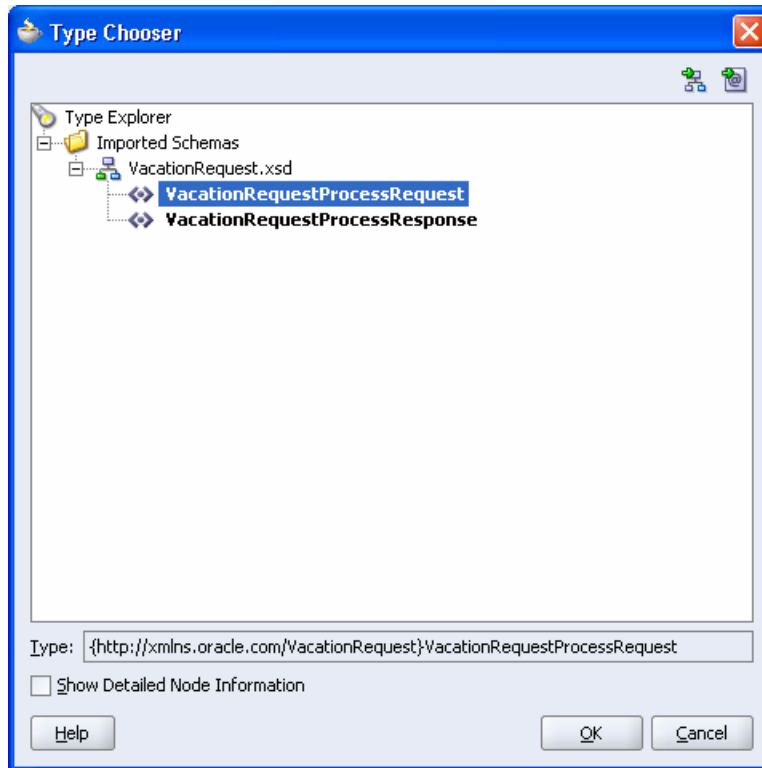 Type Chooser
Type Explorer
Imported Schemas
VacationRequest.xsd
VacationRequestProcessRequest
VacationRequestProcessResponse
Type: {http://xmlns.oracle.com/VacationRequest}VacationRequestProcessRequest
Show Detailed Node Information
Help OK Cancel